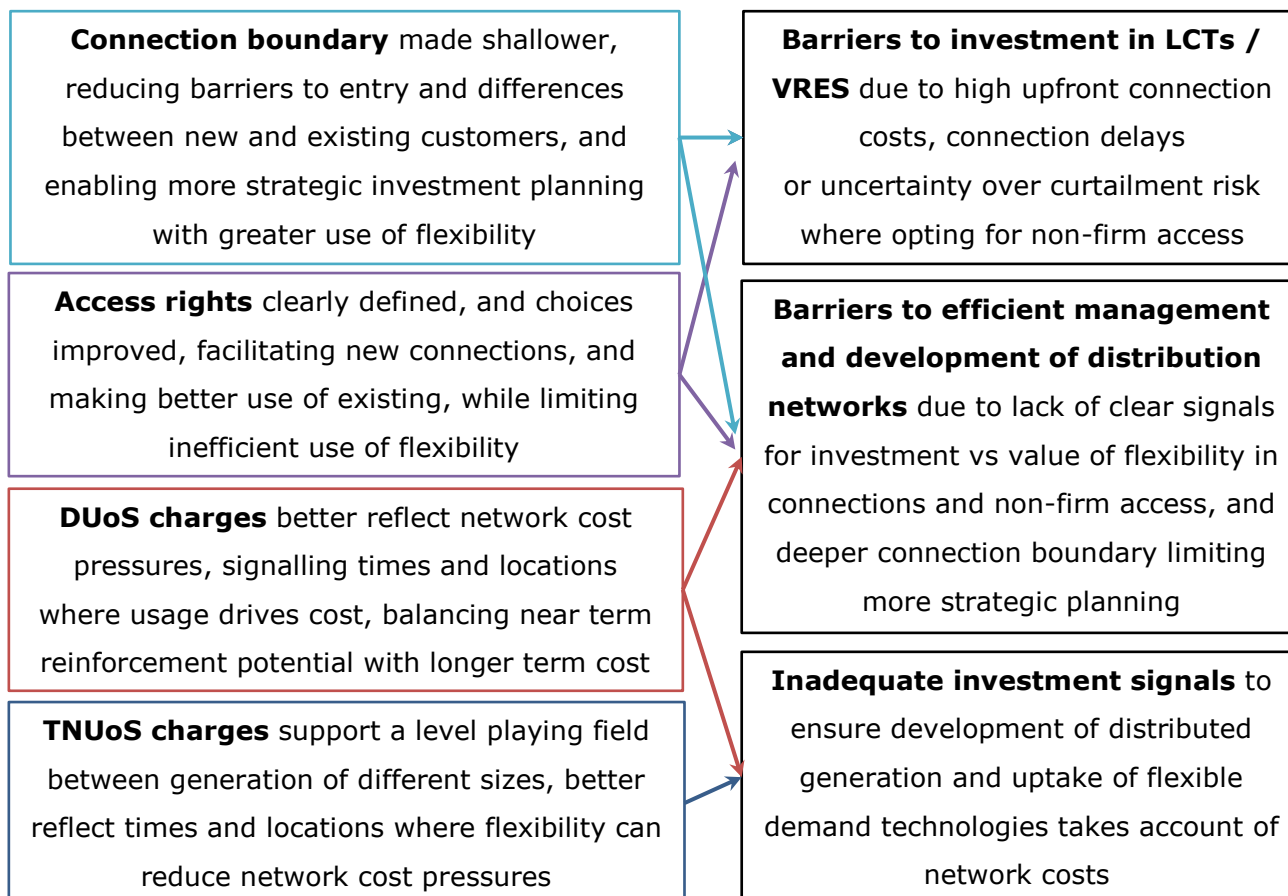 Connection boundary made shallower,
reducing barriers to entry and differences
between new and existing customers, and
enabling more strategic investment planning
with greater use of flexibility
Access rights clearly defined, and choices
improved, facilitating new connections, and
making better use of existing, while limiting
inefficient use of flexibility
DUoS charges better reflect network cost
pressures, signalling times and locations
where usage drives cost, balancing near term
reinforcement potential with longer term cost
TNUoS charges support a level playing field
between generation of different sizes, better
reflect times and locations where flexibility can
reduce network cost pressures
Barriers to investment in LCTs /
VRES due to high upfront connection
costs, connection delays
or uncertainty over curtailment risk
where opting for non-firm access
Barriers to efficient management
and development of distribution
networks due to lack of clear signals
for investment vs value of flexibility in
connections and non-firm access, and
deeper connection boundary limiting
more strategic planning
Inadequate investment signals to
ensure development of distributed
generation and uptake of flexible
demand technologies takes account of
network costs